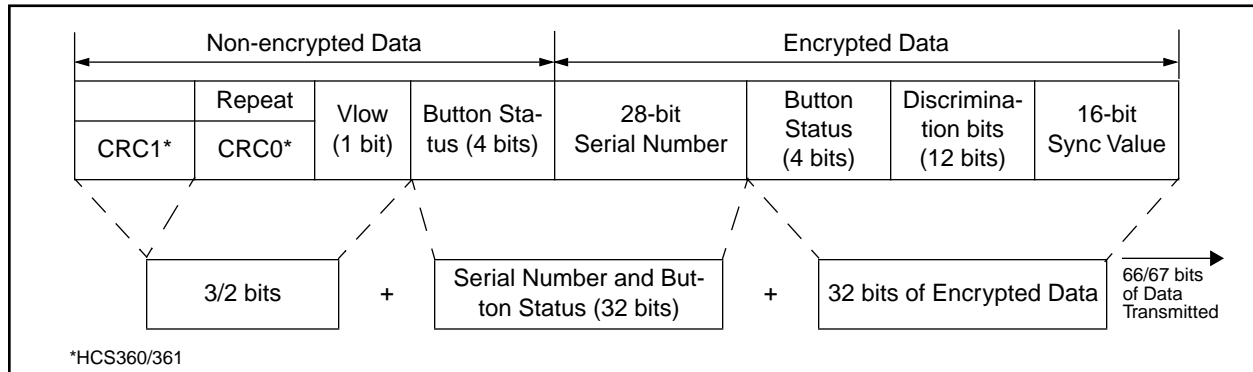 Non-encrypted Data
Encrypted Data
Repeat
CRC1*
CRC0*
Vlow
(1 bit)
Button Sta-
tus (4 bits)
28-bit
Serial Number
Button
Status
(4 bits)
Discrimina-
tion bits
(12 bits)
16-bit
Sync Value
3/2 bits
+
Serial Number and But-
ton Status (32 bits)
+
32 bits of Encrypted Data
66/67 bits
of Data
Transmitted
*HCS360/361